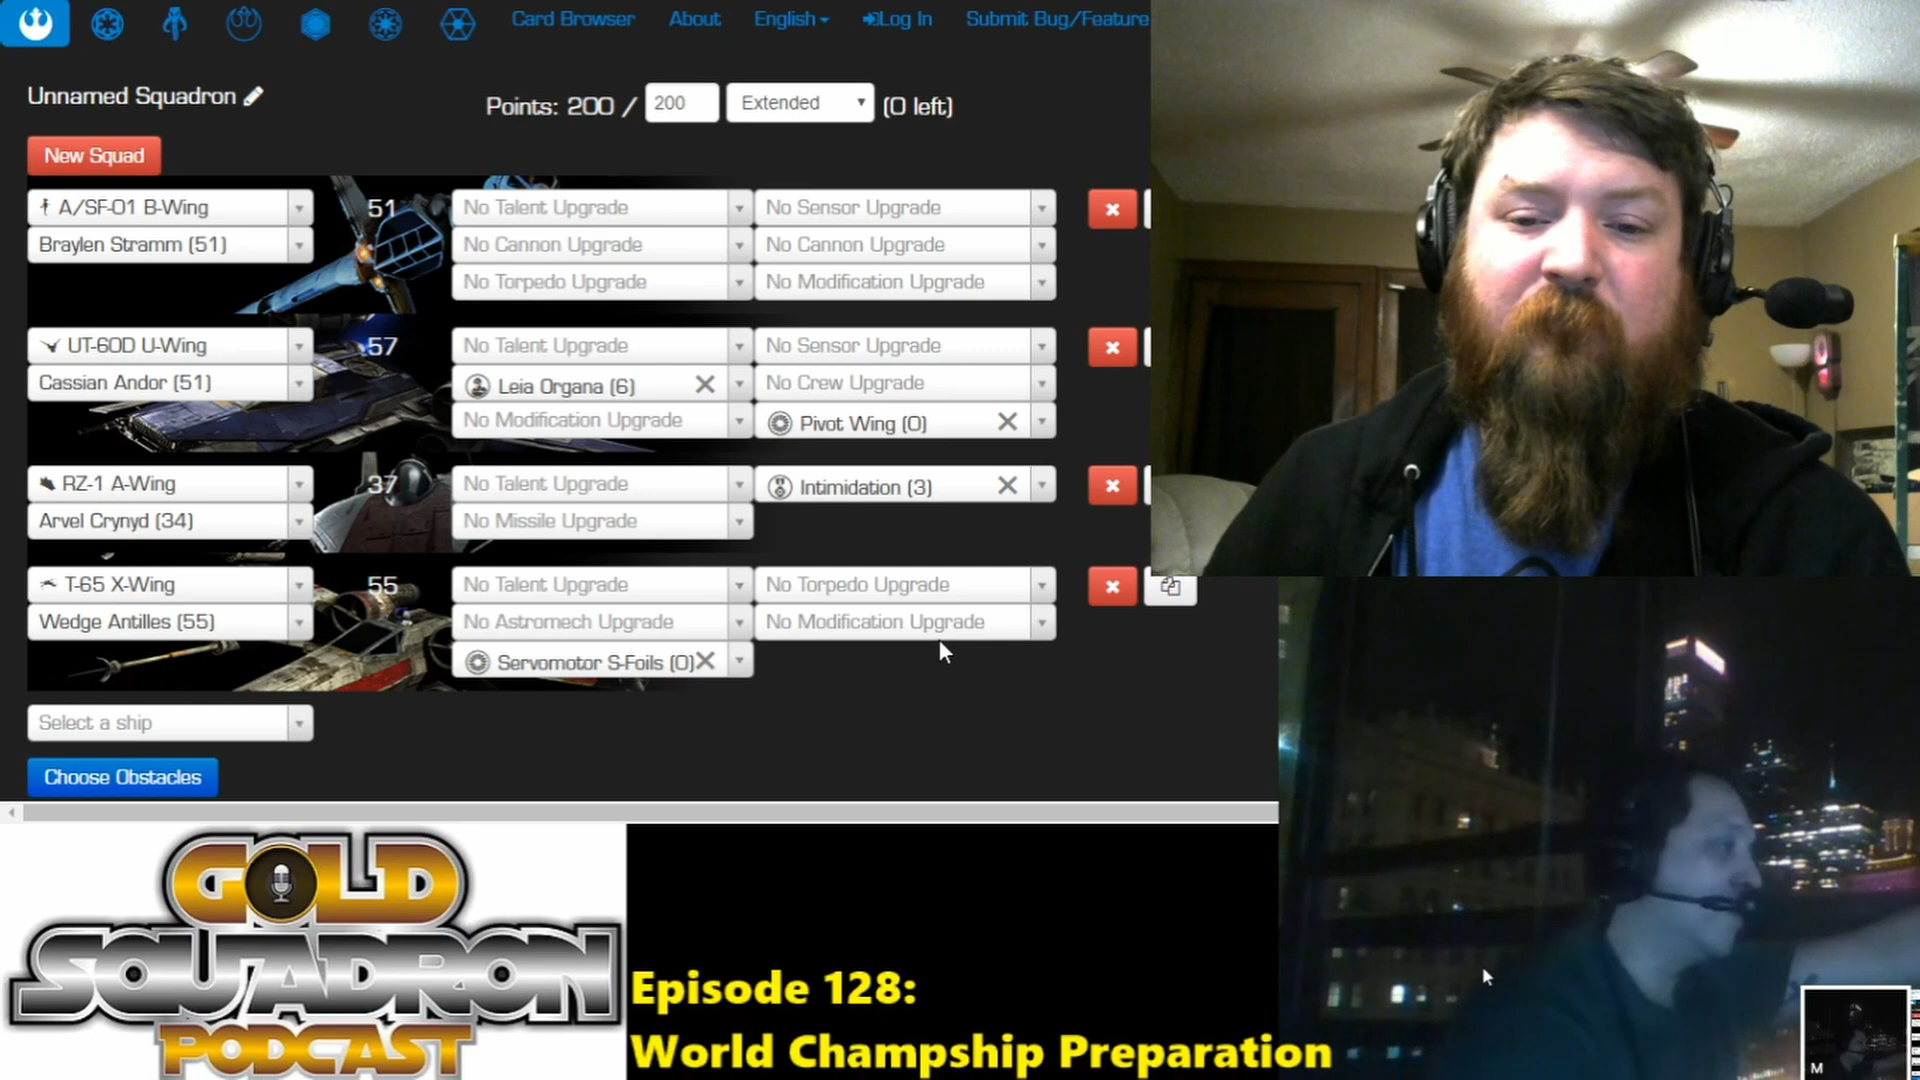 Card Browser About English Log In Submit Bug/Feature
Unnamed Squadron Points: 200 / 200 Extended (0 left)
New Squad
A/SF-01 B-Wing 51 No Talent Upgrade No Sensor Upgrade
Braylen Stramm (51) No Cannon Upgrade No Cannon Upgrade
No Torpedo Upgrade No Modification Upgrade
UT-60D U-Wing 57 No Talent Upgrade No Sensor Upgrade
Cassian Andor (51) Leia Organa (6) No Crew Upgrade
No Modification Upgrade Pivot Wing (0)
RZ-1 A-Wing 37 No Talent Upgrade Intimidation (3)
Arvel Crynyd (34) No Missile Upgrade
T-65 X-Wing 55 No Talent Upgrade No Torpedo Upgrade
Wedge Antilles (55) No Astromech Upgrade No Modification Upgrade
Servomotor S-Foils (0)
Select a ship
Choose Obstacles
GOLD
SQUADRON
PODCAST
Episode 128:
World Champship Preparation
M